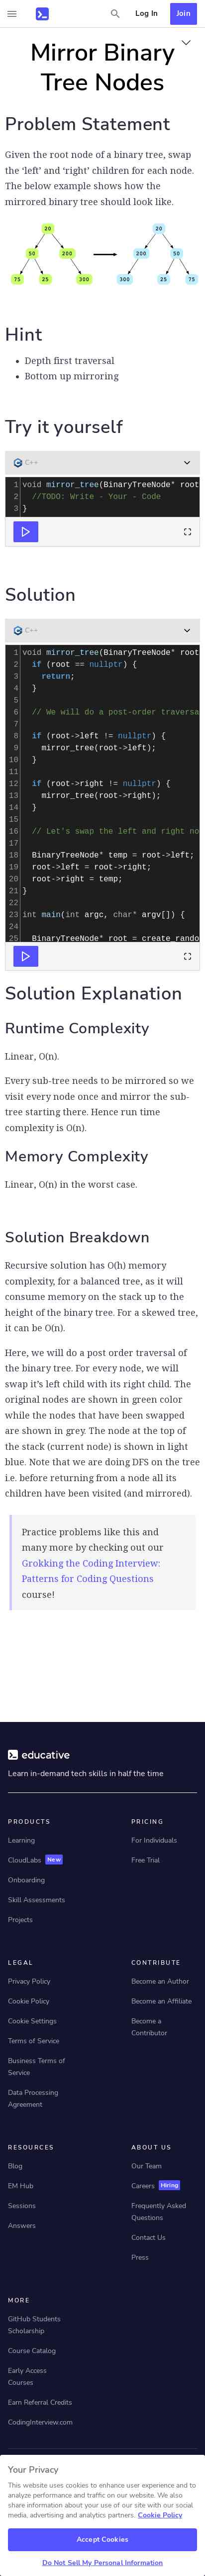 Log In
Join
Mirror Binary
Tree Nodes
Problem Statement
Given the root node of a binary tree, swap
the ‘left’ and ‘right’ children for each node.
The below example shows how the
mirrored binary tree should look like.
20 20
50 200 200 50
75 25 300 300 25 75
Hint
• Depth first traversal
• Bottom up mirroring
Try it yourself
C++
1 void mirror_tree(BinaryTreeNode* root
2 //TODO: Write - Your - Code
3 }
Solution
C++
1 void mirror_tree(BinaryTreeNode* root
2 if (root == nullptr) {
3 return;
4 }
5
6 // We will do a post-order traversa
7
8 if (root->left != nullptr) {
9 mirror_tree(root->left);
10 }
11
12 if (root->right != nullptr) {
13 mirror_tree(root->right);
14 }
15
16 // Let's swap the left and right no
17
18 BinaryTreeNode* temp = root->left;
19 root->left = root->right;
20 root->right = temp;
21 }
22
23 int main(int argc, char* argv[]) {
24
25 BinaryTreeNode* root = create_rando
Solution Explanation
Runtime Complexity
Linear, O(n).
Every sub-tree needs to be mirrored so we
visit every node once and mirror the sub-
tree starting there. Hence run time
complexity is O(n).
Memory Complexity
Linear, O(n) in the worst case.
Solution Breakdown
Recursive solution has O(h) memory
complexity, for a balanced tree, as it will
consume memory on the stack up to the
height of the binary tree. For a skewed tree,
it can be O(n).
Here, we will do a post order traversal of
the binary tree. For every node, we will
swap it’s left child with its right child. The
original nodes are shown in green color
while the nodes that have been swapped
are shown in grey. The node at the top of
the stack (current node) is shown in light
blue. Note that we are doing DFS on the tree
i.e. before returning from a node all its
children have been visited (and mirrored).
Practice problems like this and
many more by checking out our
Grokking the Coding Interview:
Patterns for Coding Questions
course!
educative
Learn in-demand tech skills in half the time
PRODUCTS
Learning
CloudLabs New
Onboarding
Skill Assessments
Projects
PRICING
For Individuals
Free Trial
LEGAL
Privacy Policy
Cookie Policy
Cookie Settings
Terms of Service
Business Terms of
Service
Data Processing
Agreement
CONTRIBUTE
Become an Author
Become an Affiliate
Become a
Contributor
RESOURCES
Blog
EM Hub
Sessions
Answers
ABOUT US
Our Team
Careers Hiring
Frequently Asked
Questions
Contact Us
Press
MORE
GitHub Students
Scholarship
Course Catalog
Early Access
Courses
Earn Referral Credits
CodingInterview.com
Your Privacy
This website uses cookies to enhance user experience, analyze
performance and traffic on our website. We also share
information about your use of our site with our social
media, advertising and analytics partners. Cookie Policy
Accept Cookies
Do Not Sell My Personal Information